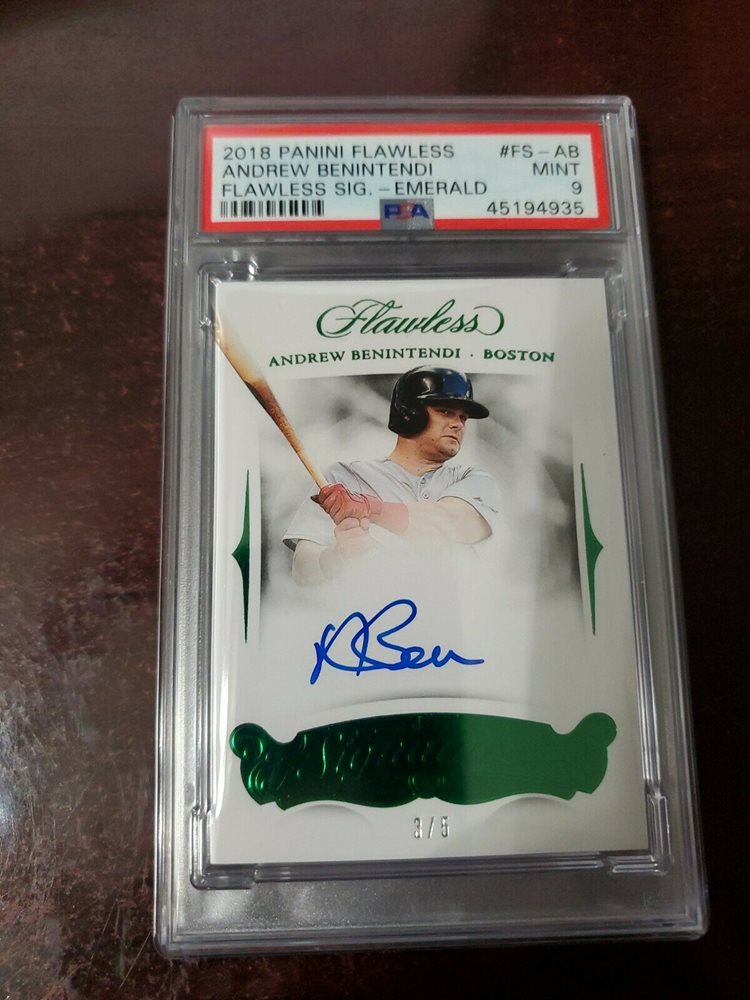 2018 PANINI FLAWLESS #FS-AB
ANDREW BENINTENDI MINT
FLAWLESS SIG. - EMERALD 9
PSA 45194935
Flawless
ANDREW BENINTENDI · BOSTON
ABen
3/5